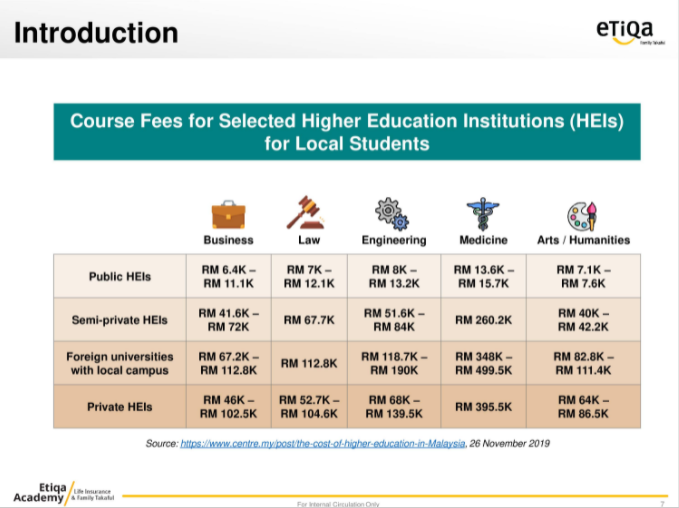 Introduction
eTiQa
family takaful
Course Fees for Selected Higher Education Institutions (HEIs)
for Local Students
Business Law Engineering Medicine Arts / Humanities
Public HEIs
RM 6.4K –
RM 11.1K
RM 7K –
RM 12.1K
RM 8K –
RM 13.2K
RM 13.6K –
RM 15.7K
RM 7.1K –
RM 7.6K
Semi-private HEIs
RM 41.6K –
RM 72K
RM 67.7K
RM 51.6K –
RM 84K
RM 260.2K
RM 40K –
RM 42.2K
Foreign universities
with local campus
RM 67.2K –
RM 112.8K
RM 112.8K
RM 118.7K –
RM 190K
RM 348K –
RM 499.5K
RM 82.8K –
RM 111.4K
Private HEIs
RM 46K –
RM 102.5K
RM 52.7K –
RM 104.6K
RM 68K –
RM 139.5K
RM 395.5K
RM 64K –
RM 86.5K
Source: https://www.centre.my/post/the-cost-of-higher-education-in-Malaysia, 26 November 2019
Etiqa
Academy
Life Insurance
& Family Takaful
For Internal Circulation Only
7